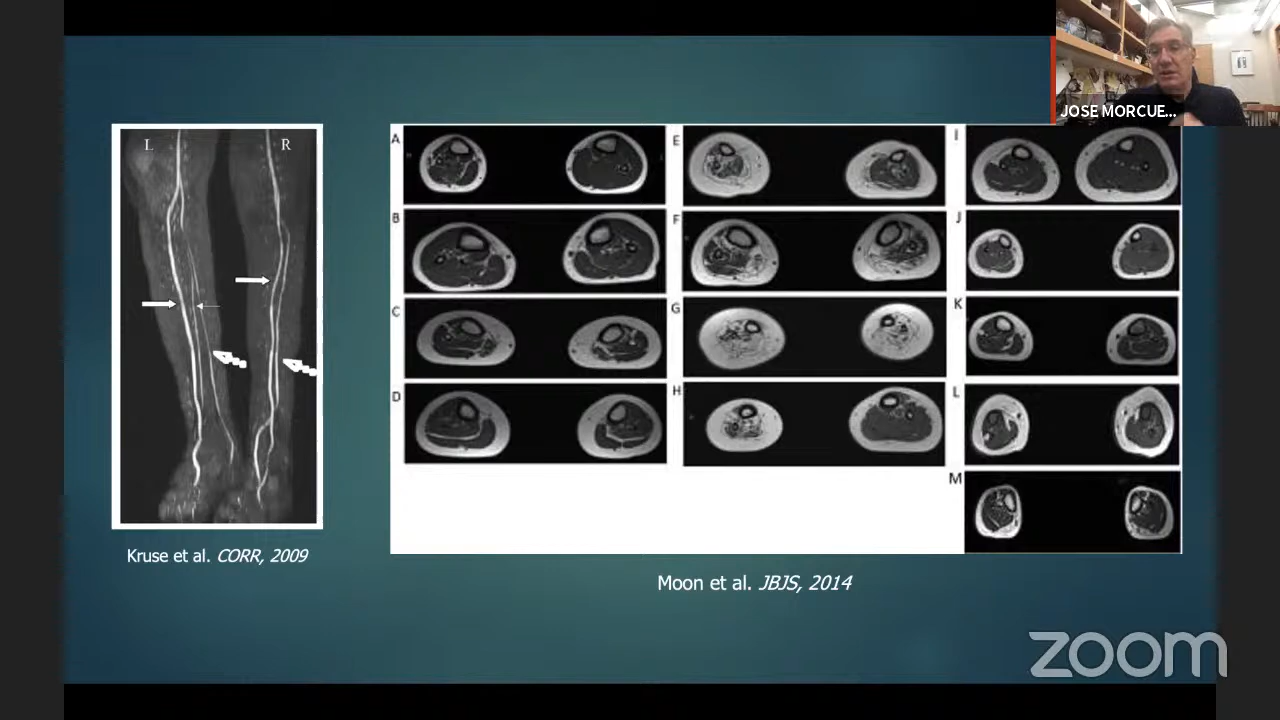 JOSE MORCUE...
L R
A
B
C
D
E
F
G
H
I
J
K
L
M
Kruse et al. CORR, 2009
Moon et al. JBJS, 2014
zoom